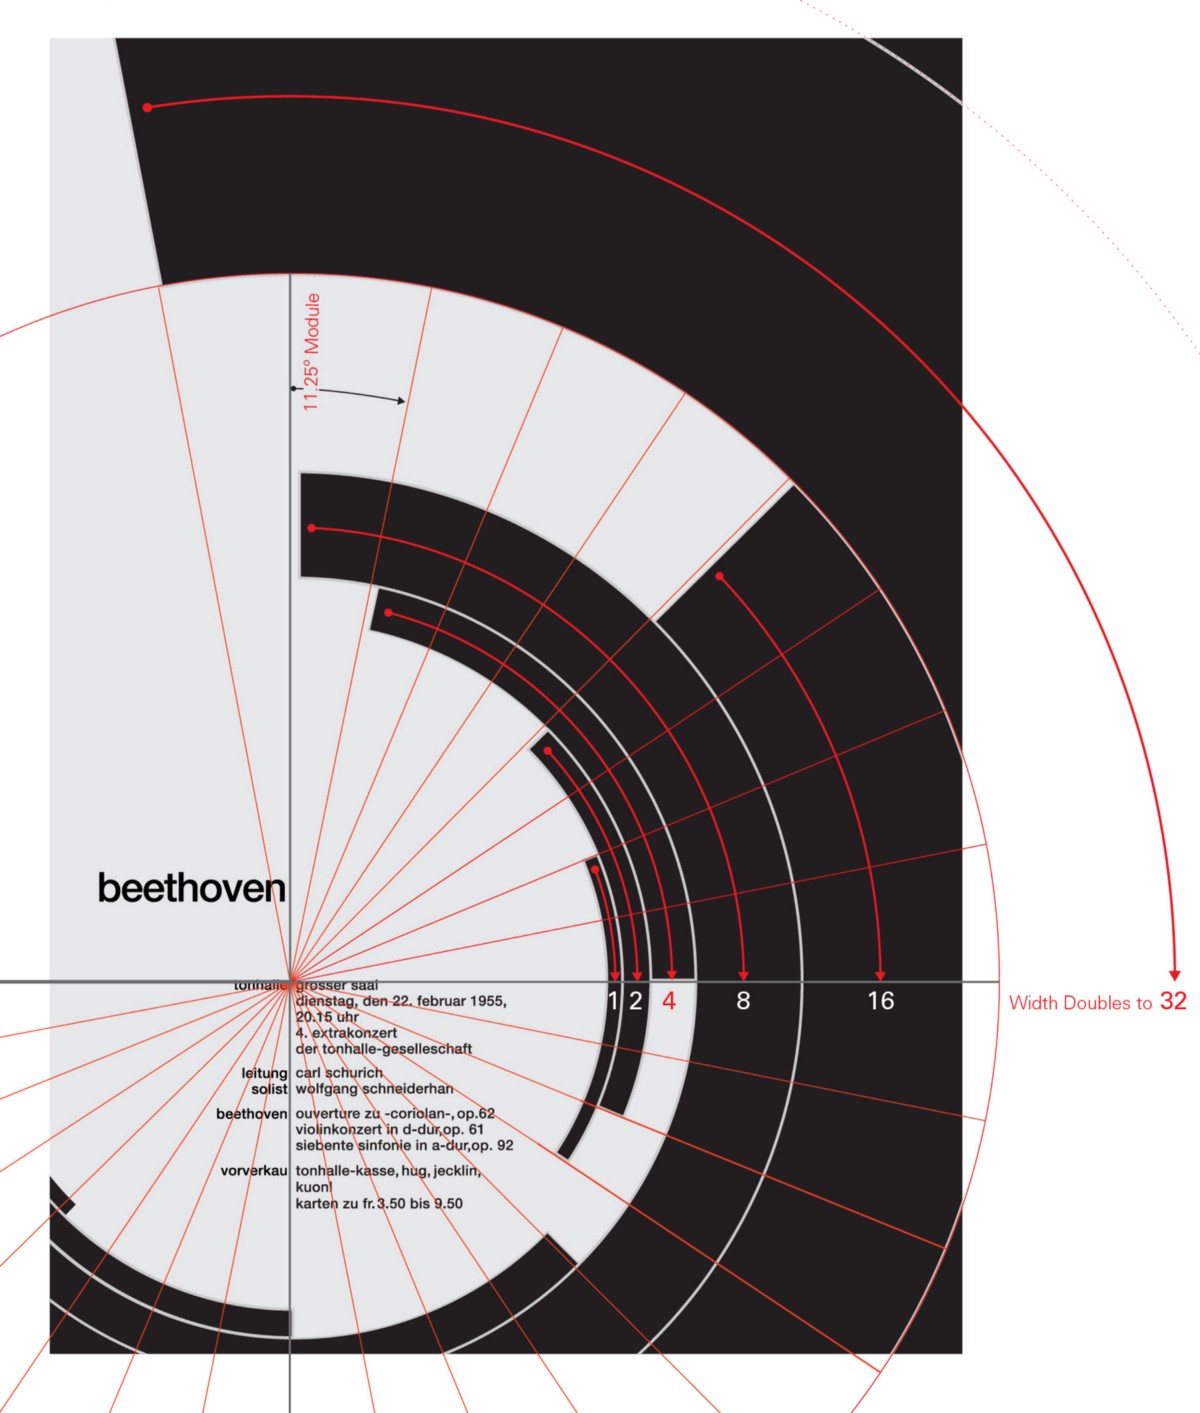 11.25° Module
beethoven
tonhalle grosser saal
dienstag, den 22. februar 1955,
20.15 uhr
4. extrakonzert
der tonhalle-geselleschaft
leitung carl schurich
solist wolfgang schneiderhan
beethoven ouverture zu -coriolan-, op.62
violinkonzert in d-dur,op. 61
siebente sinfonie in a-dur,op. 92
vorverkau tonhalle-kasse, hug, jecklin,
kuon!
karten zu fr.3.50 bis 9.50
1 2 4 8 16 Width Doubles to 32